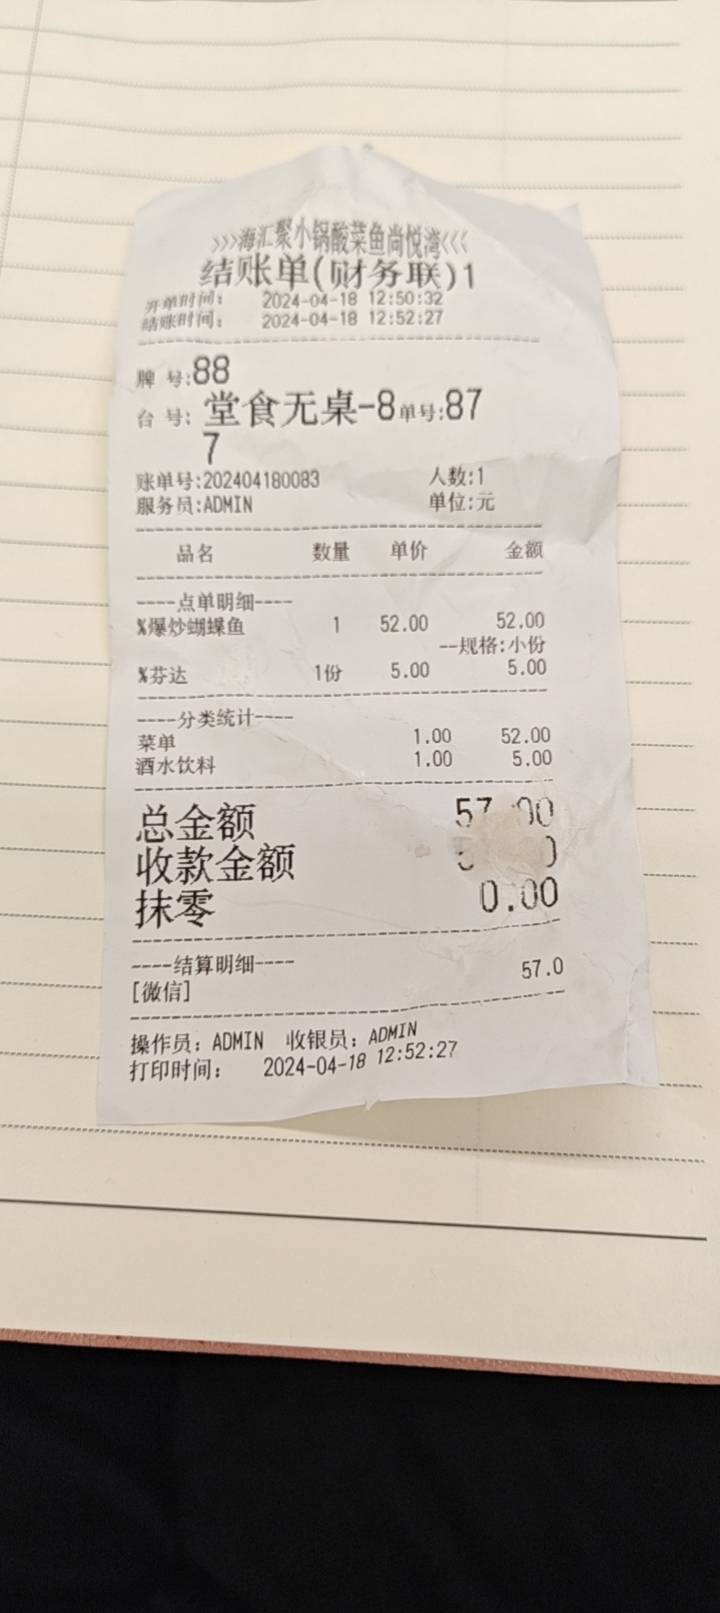 >>>海汇聚小锅酸菜鱼尚悦湾<<<
结账单(财务联)1
开单时间: 2024-04-18 12:50:32
结账时间: 2024-04-18 12:52:27
牌 号:88
台 号: 堂食无桌-8单号:87
7
账单号:202404180083 人数:1
服务员:ADMIN 单位:元
品名 数量 单价 金额
----点单明细----
%爆炒蝴蝶鱼 1 52.00 52.00
--规格:小份
%芬达 1份 5.00 5.00
----分类统计----
菜单 1.00 52.00
酒水饮料 1.00 5.00
总金额 57.00
收款金额
抹零 0.00
----结算明细----
[微信] 57.0
操作员: ADMIN 收银员: ADMIN
打印时间: 2024-04-18 12:52:27